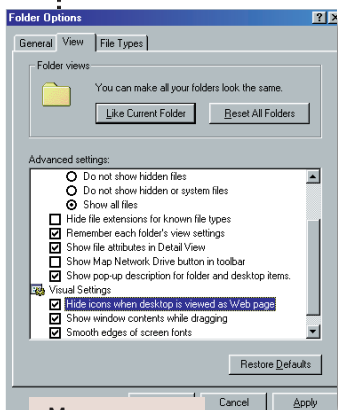 Folder Options
General View File Types
Folder views
You can make all your folders look the same.
Like Current Folder Reset All Folders
Advanced settings:
Do not show hidden files
Do not show hidden or system files
Show all files
Hide file extensions for known file types
Remember each folder's view settings
Show file attributes in Detail View
Show Map Network Drive button in toolbar
Show pop-up description for folder and desktop items.
Visual Settings
Hide icons when desktop is viewed as Web page
Show window contents while dragging
Smooth edges of screen fonts
Restore Defaults
Cancel Apply